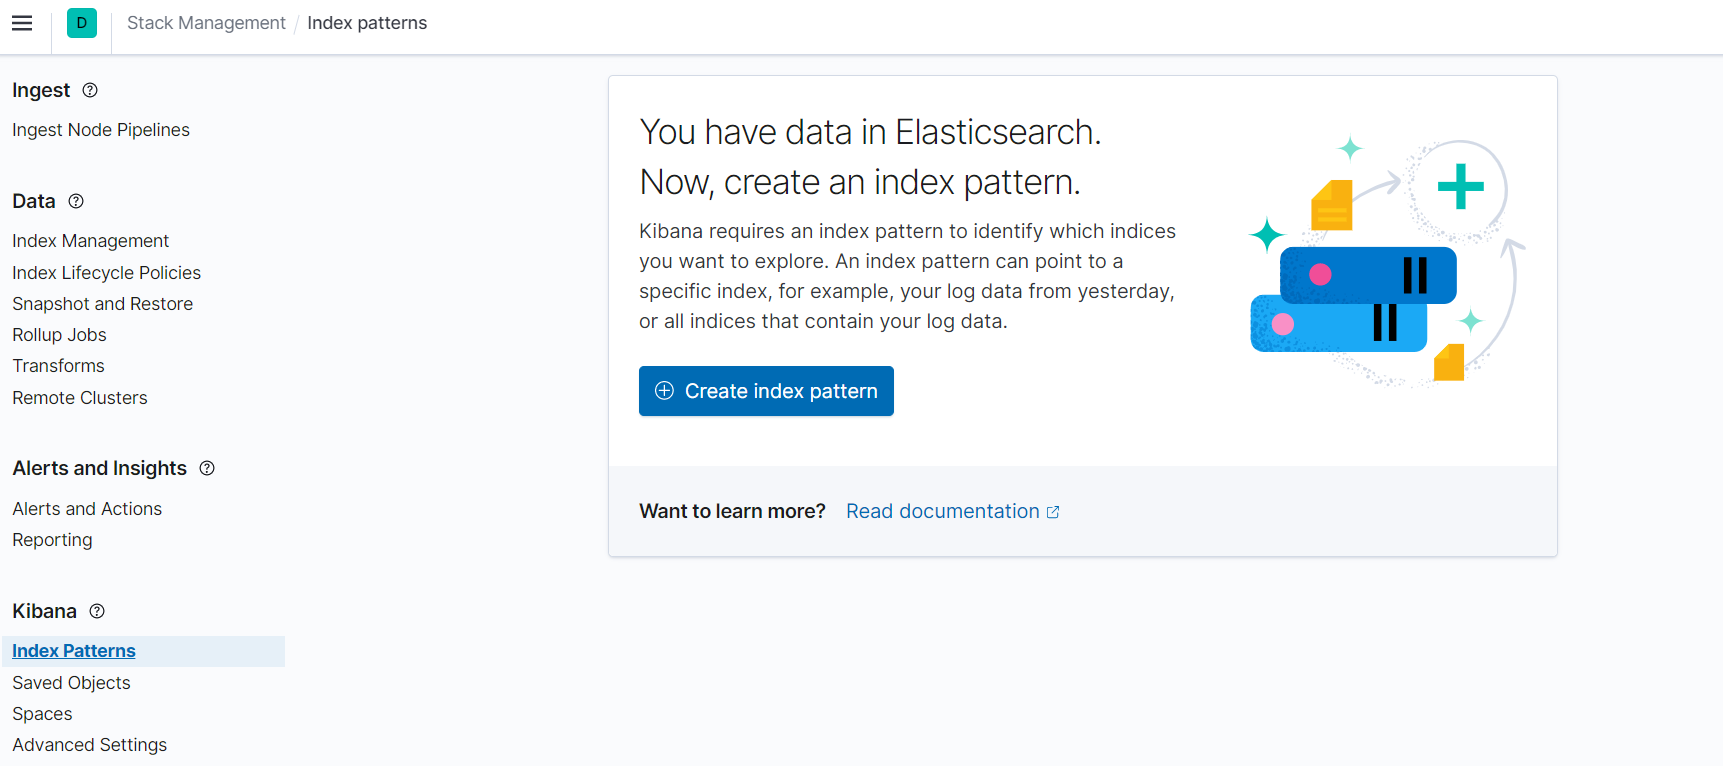 D
Stack Management / Index patterns
Ingest
Ingest Node Pipelines
Data
Index Management
Index Lifecycle Policies
Snapshot and Restore
Rollup Jobs
Transforms
Remote Clusters
Alerts and Insights
Alerts and Actions
Reporting
Kibana
Index Patterns
Saved Objects
Spaces
Advanced Settings
You have data in Elasticsearch.
Now, create an index pattern.
Kibana requires an index pattern to identify which indices
you want to explore. An index pattern can point to a
specific index, for example, your log data from yesterday,
or all indices that contain your log data.
Create index pattern
Want to learn more? Read documentation